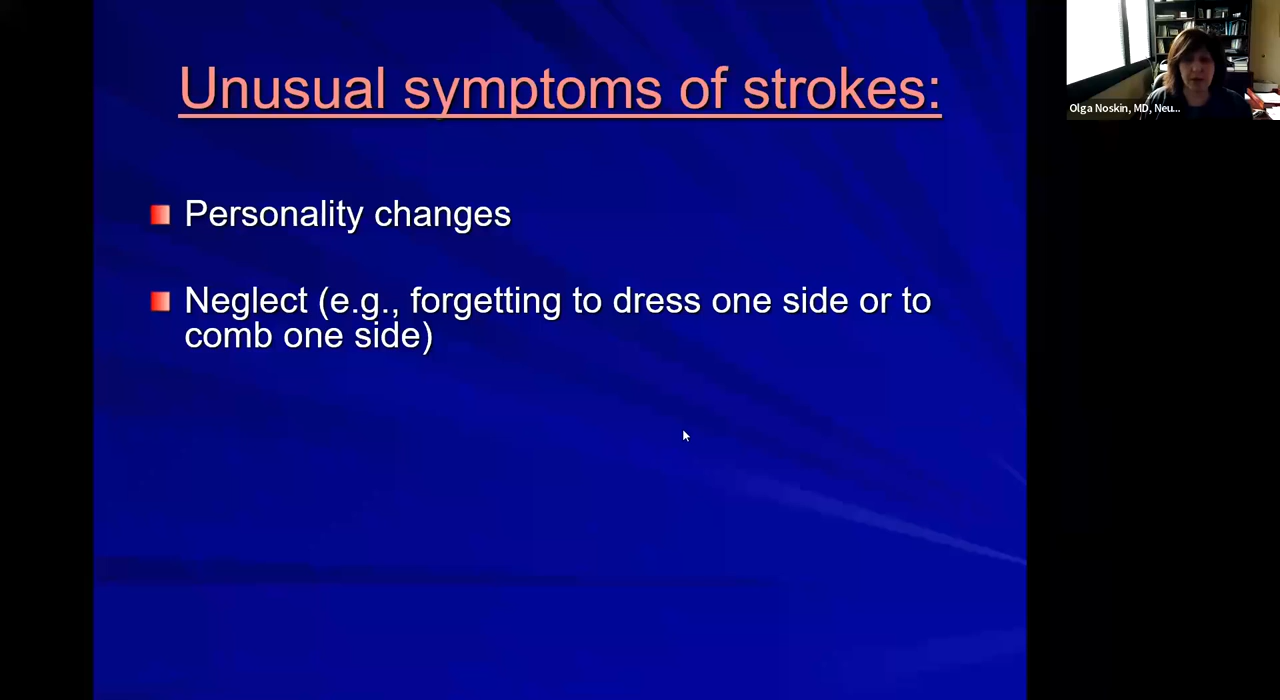 Unusual symptoms of strokes:
Personality changes
Neglect (e.g., forgetting to dress one side or to
comb one side)
Olga Noskin, MD, Neu...